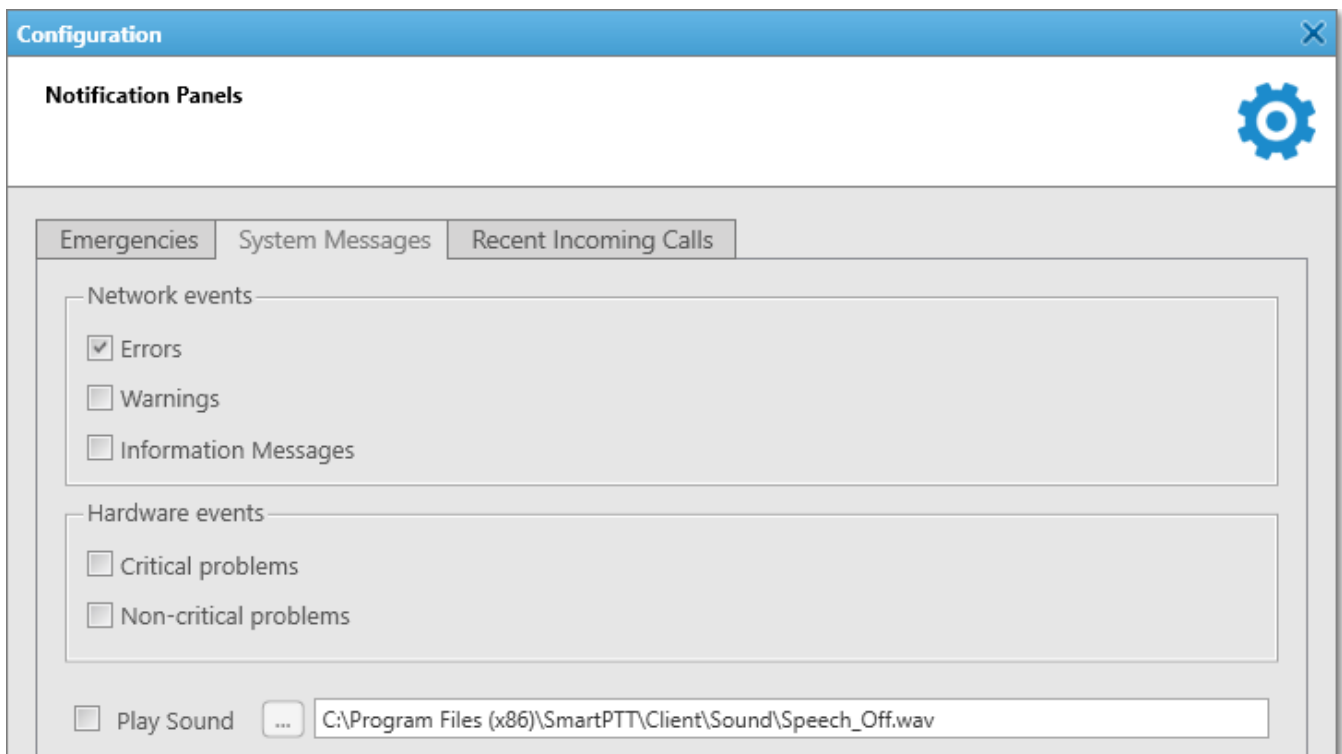 Configuration
Notification Panels
Emergencies System Messages Recent Incoming Calls
Network events
Errors
Warnings
Information Messages
Hardware events
Critical problems
Non-critical problems
Play Sound ... C:\Program Files (x86)\SmartPTT\Client\Sound\Speech_Off.wav